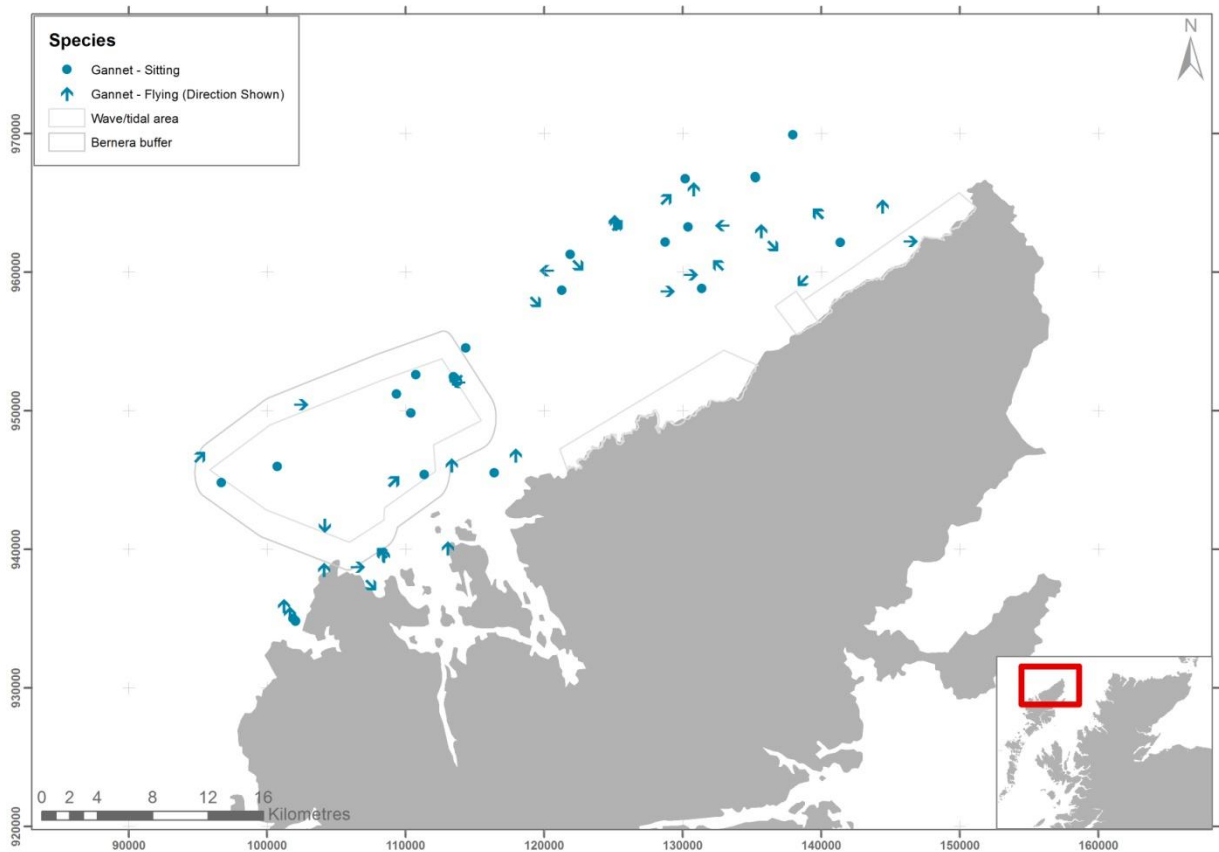 Species
Gannet - Sitting
Gannet - Flying (Direction Shown)
Wave/tidal area
Bernera buffer
N
970000
960000
950000
940000
930000
920000
0 2 4 8 12 16
Kilometres
90000 100000 110000 120000 130000 140000 150000 160000